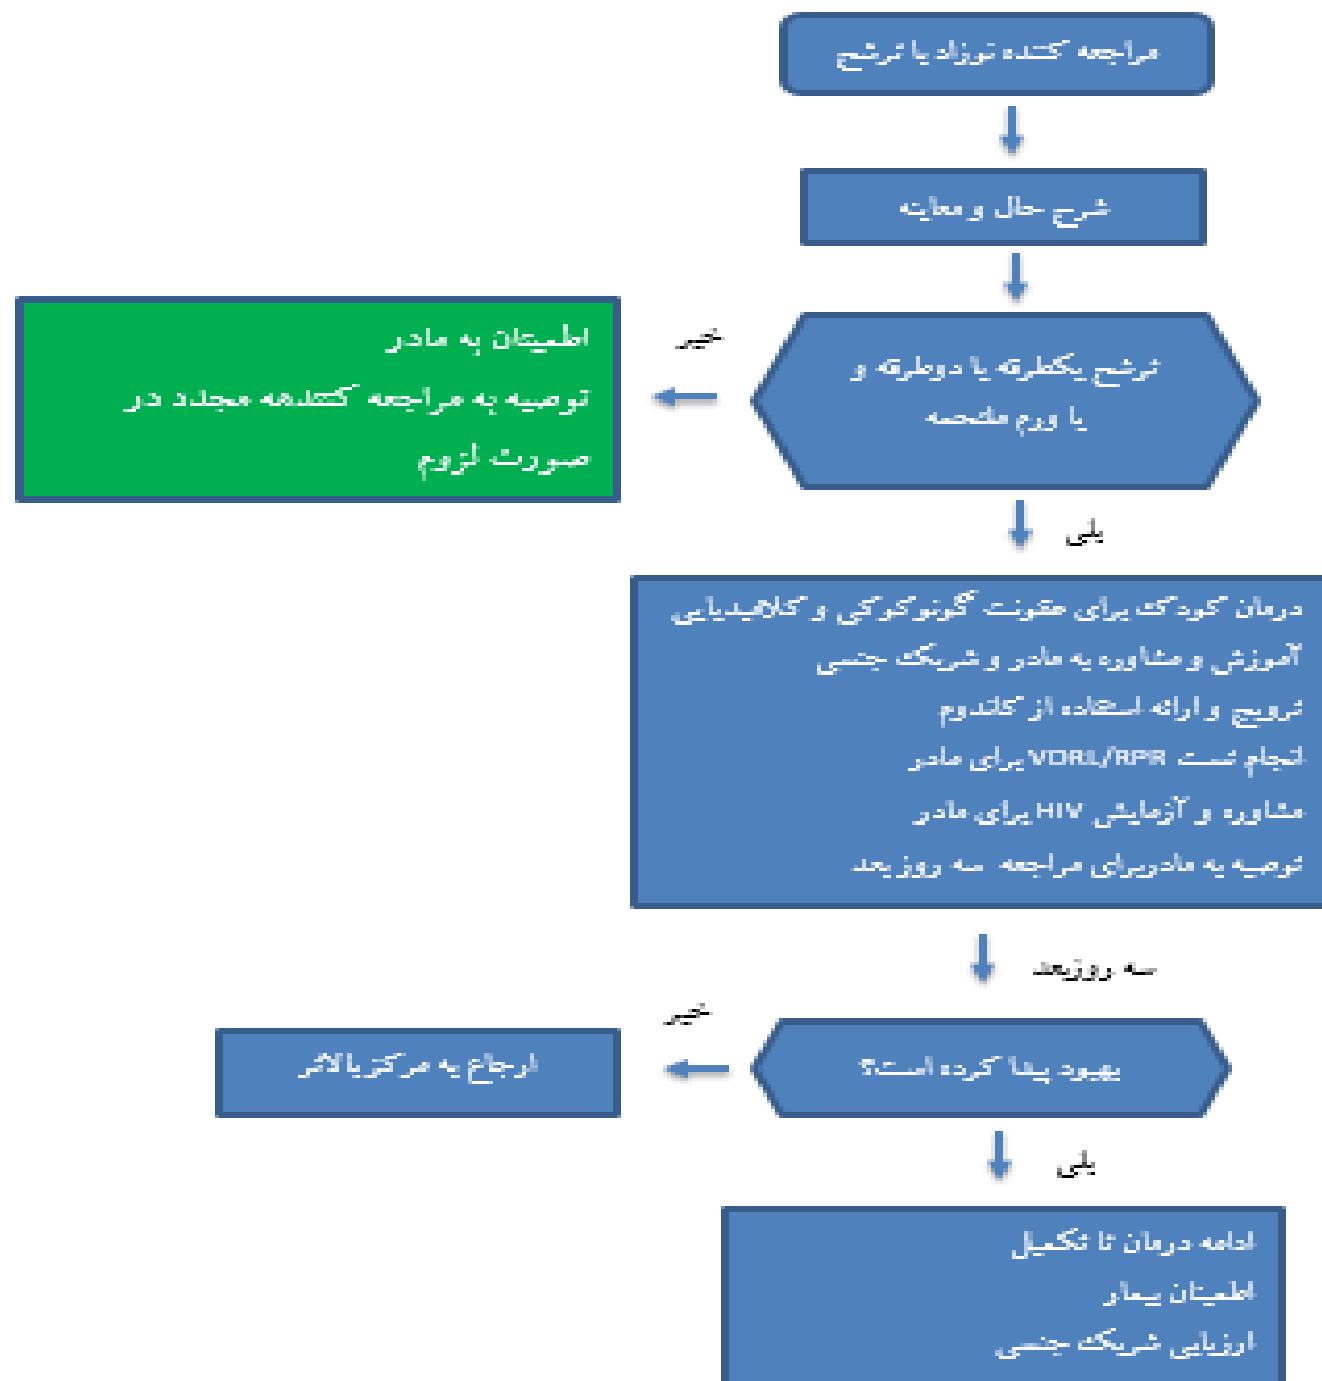 مراجعه کننده نوزاد با ترشح
شرح حال و معاینه
ترشح یکطرفه یا دوطرفه و
یا ورم ملتحمه
خیر
اطمینان به مادر
توصیه به مراجعه کنندهه مجدد در
صورت لزوم
بلی
درمان کودک برای عفونت گونوکوکی و کلامیدیایی
آموزش و مشاوره به مادر و شریک جنسی
ترویج و ارائه استفاده از کاندوم
انجام تست VDRL/RPR برای مادر
مشاوره و آزمایش HIV برای مادر
توصیه به مادربرای مراجعه سه روز بعد
سه روزبعد
بهبود پیدا کرده است؟
خیر
ارجاع به مرکز بالاتر
بلی
ادامه درمان تا تکمیل
اطمینان بیمار
ارزیابی شریک جنسی